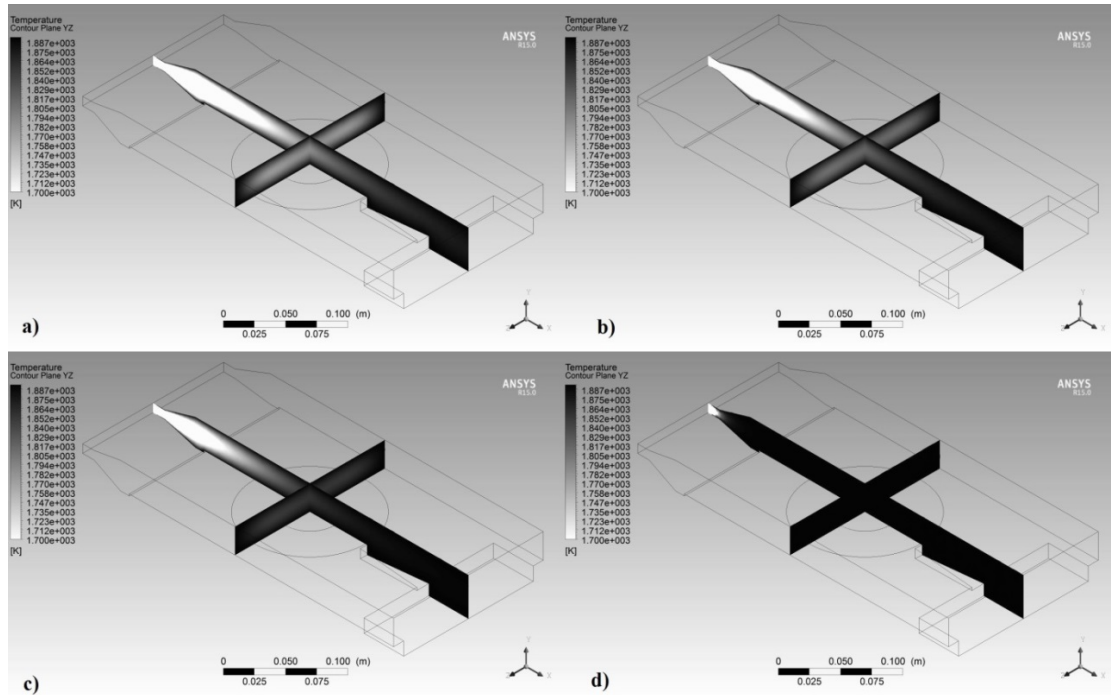 Temperature
Contour Plane YZ
1.887e+003
1.875e+003
1.864e+003
1.852e+003
1.840e+003
1.829e+003
1.817e+003
1.805e+003
1.794e+003
1.782e+003
1.770e+003
1.758e+003
1.747e+003
1.735e+003
1.723e+003
1.712e+003
1.700e+003
[K]
ANSYS
R15.0
0 0.050 0.100 (m)
0.025 0.075
Y
Z X
a)
Temperature
Contour Plane YZ
1.887e+003
1.875e+003
1.864e+003
1.852e+003
1.840e+003
1.829e+003
1.817e+003
1.805e+003
1.794e+003
1.782e+003
1.770e+003
1.758e+003
1.747e+003
1.735e+003
1.723e+003
1.712e+003
1.700e+003
[K]
ANSYS
R15.0
0 0.050 0.100 (m)
0.025 0.075
Y
Z X
b)
Temperature
Contour Plane YZ
1.887e+003
1.875e+003
1.864e+003
1.852e+003
1.840e+003
1.829e+003
1.817e+003
1.805e+003
1.794e+003
1.782e+003
1.770e+003
1.758e+003
1.747e+003
1.735e+003
1.723e+003
1.712e+003
1.700e+003
[K]
ANSYS
R15.0
0 0.050 0.100 (m)
0.025 0.075
Y
Z X
c)
Temperature
Contour Plane YZ
1.887e+003
1.875e+003
1.864e+003
1.852e+003
1.840e+003
1.829e+003
1.817e+003
1.805e+003
1.794e+003
1.782e+003
1.770e+003
1.758e+003
1.747e+003
1.735e+003
1.723e+003
1.712e+003
1.700e+003
[K]
ANSYS
R15.0
0 0.050 0.100 (m)
0.025 0.075
Y
Z X
d)